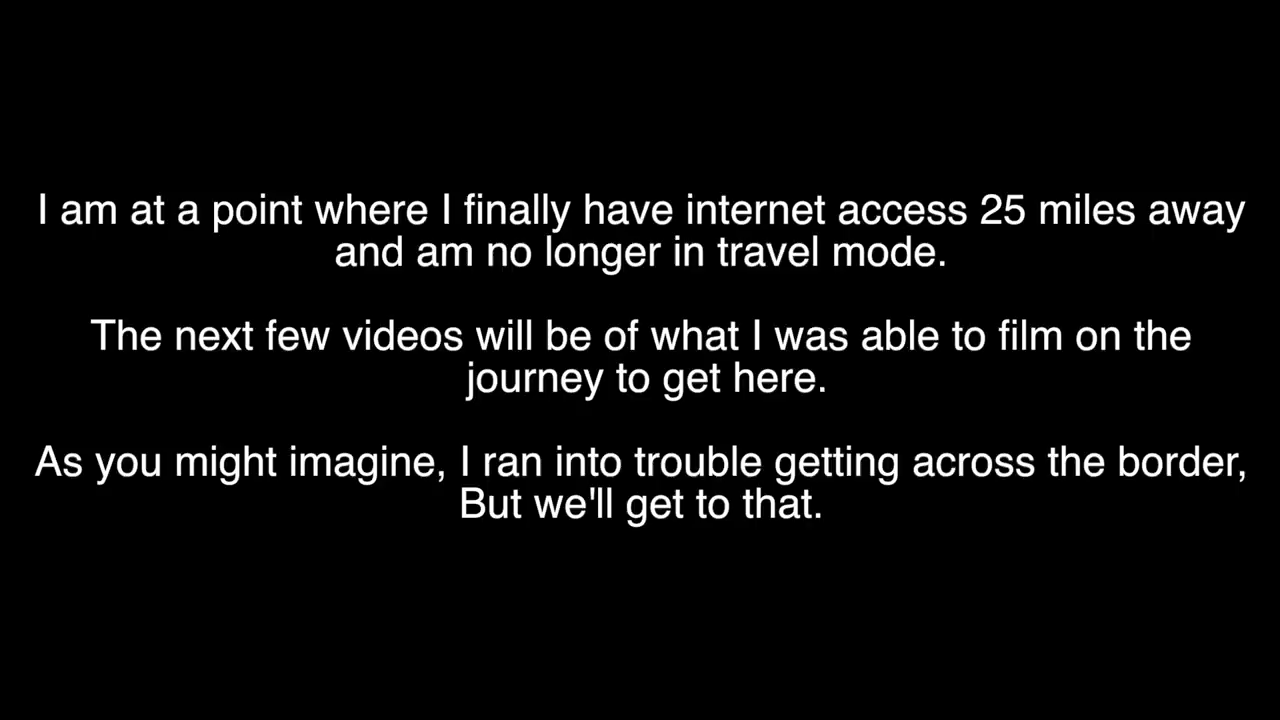 I am at a point where I finally have internet access 25 miles away
and am no longer in travel mode.
The next few videos will be of what I was able to film on the
journey to get here.
As you might imagine, I ran into trouble getting across the border,
But we'll get to that.